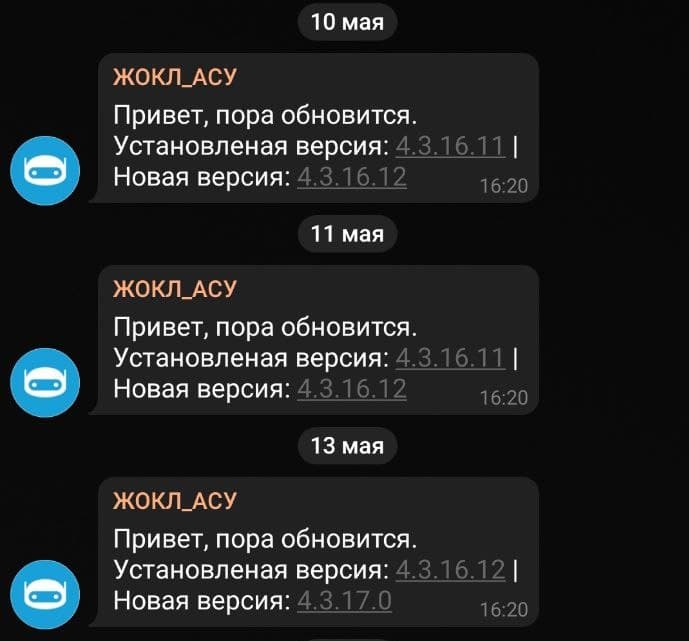 10 мая
ЖОКЛ_АСУ
Привет, пора обновится.
Установленая версия: 4.3.16.11 |
Новая версия: 4.3.16.12
16:20
11 мая
ЖОКЛ_АСУ
Привет, пора обновится.
Установленая версия: 4.3.16.11 |
Новая версия: 4.3.16.12
16:20
13 мая
ЖОКЛ_АСУ
Привет, пора обновится.
Установленая версия: 4.3.16.12 |
Новая версия: 4.3.17.0
16:20